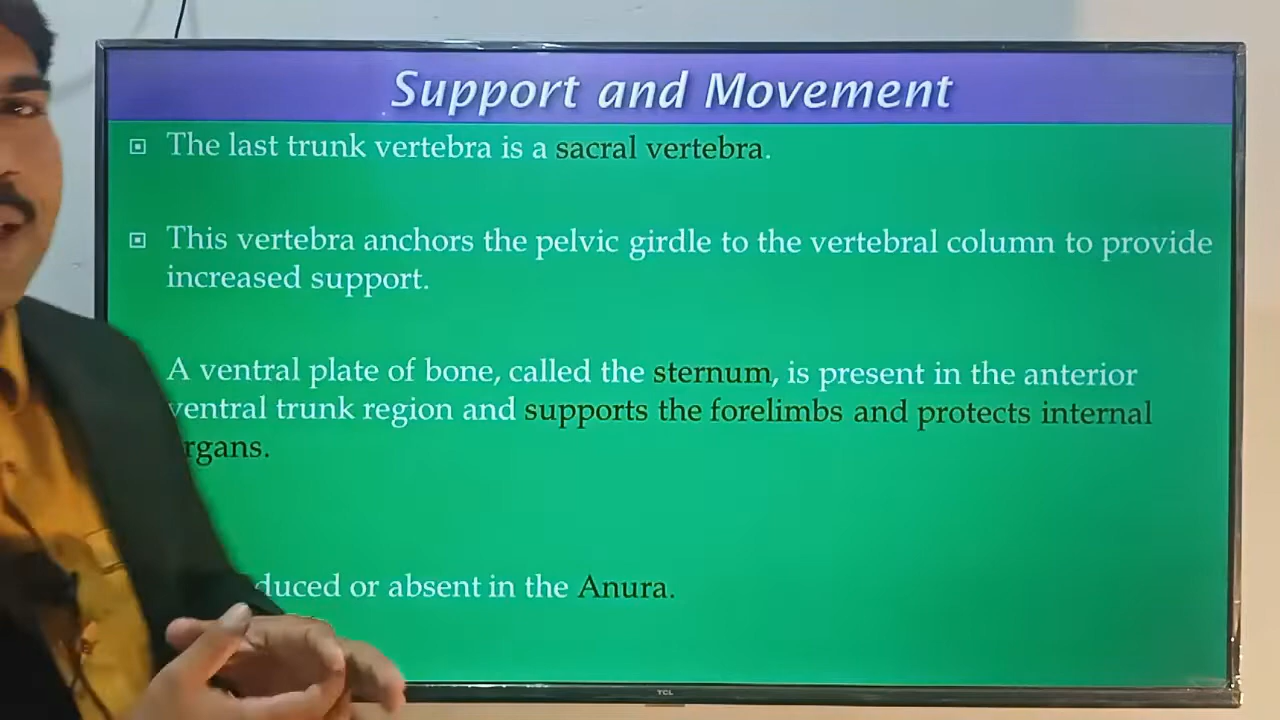 Support and Movement
The last trunk vertebra is a sacral vertebra.
This vertebra anchors the pelvic girdle to the vertebral column to provide
increased support.
A ventral plate of bone, called the sternum, is present in the anterior
ventral trunk region and supports the forelimbs and protects internal
rgans.
duced or absent in the Anura.
TCL